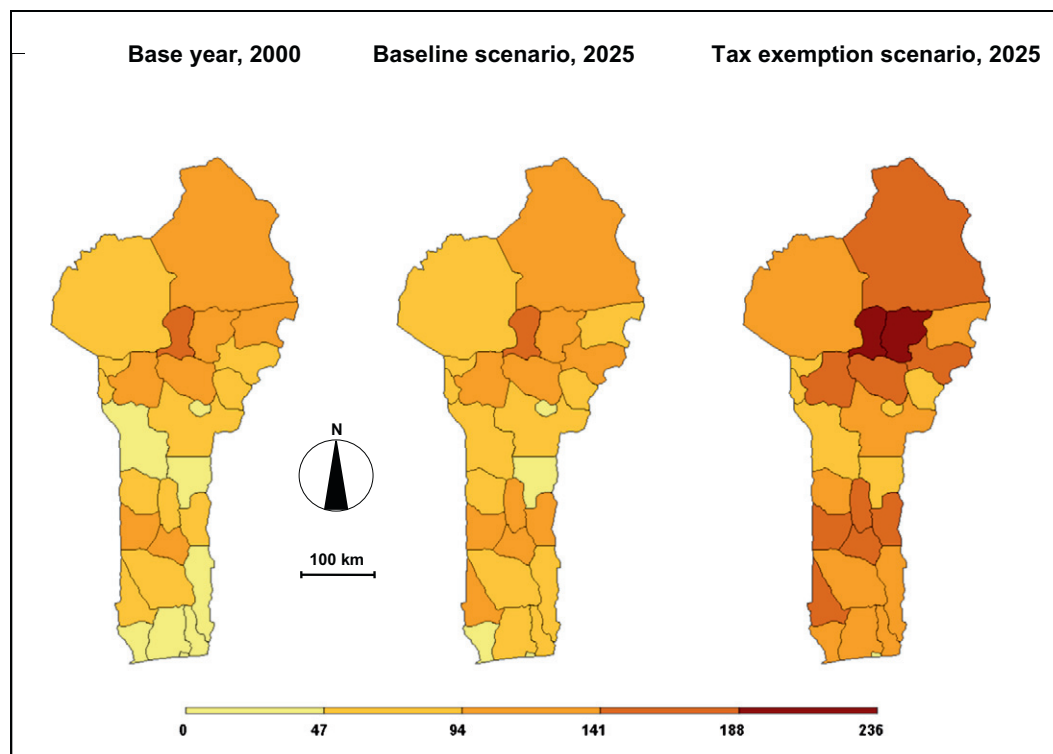 Base year, 2000 Baseline scenario, 2025 Tax exemption scenario, 2025
N
100 km
0 47 94 141 188 236